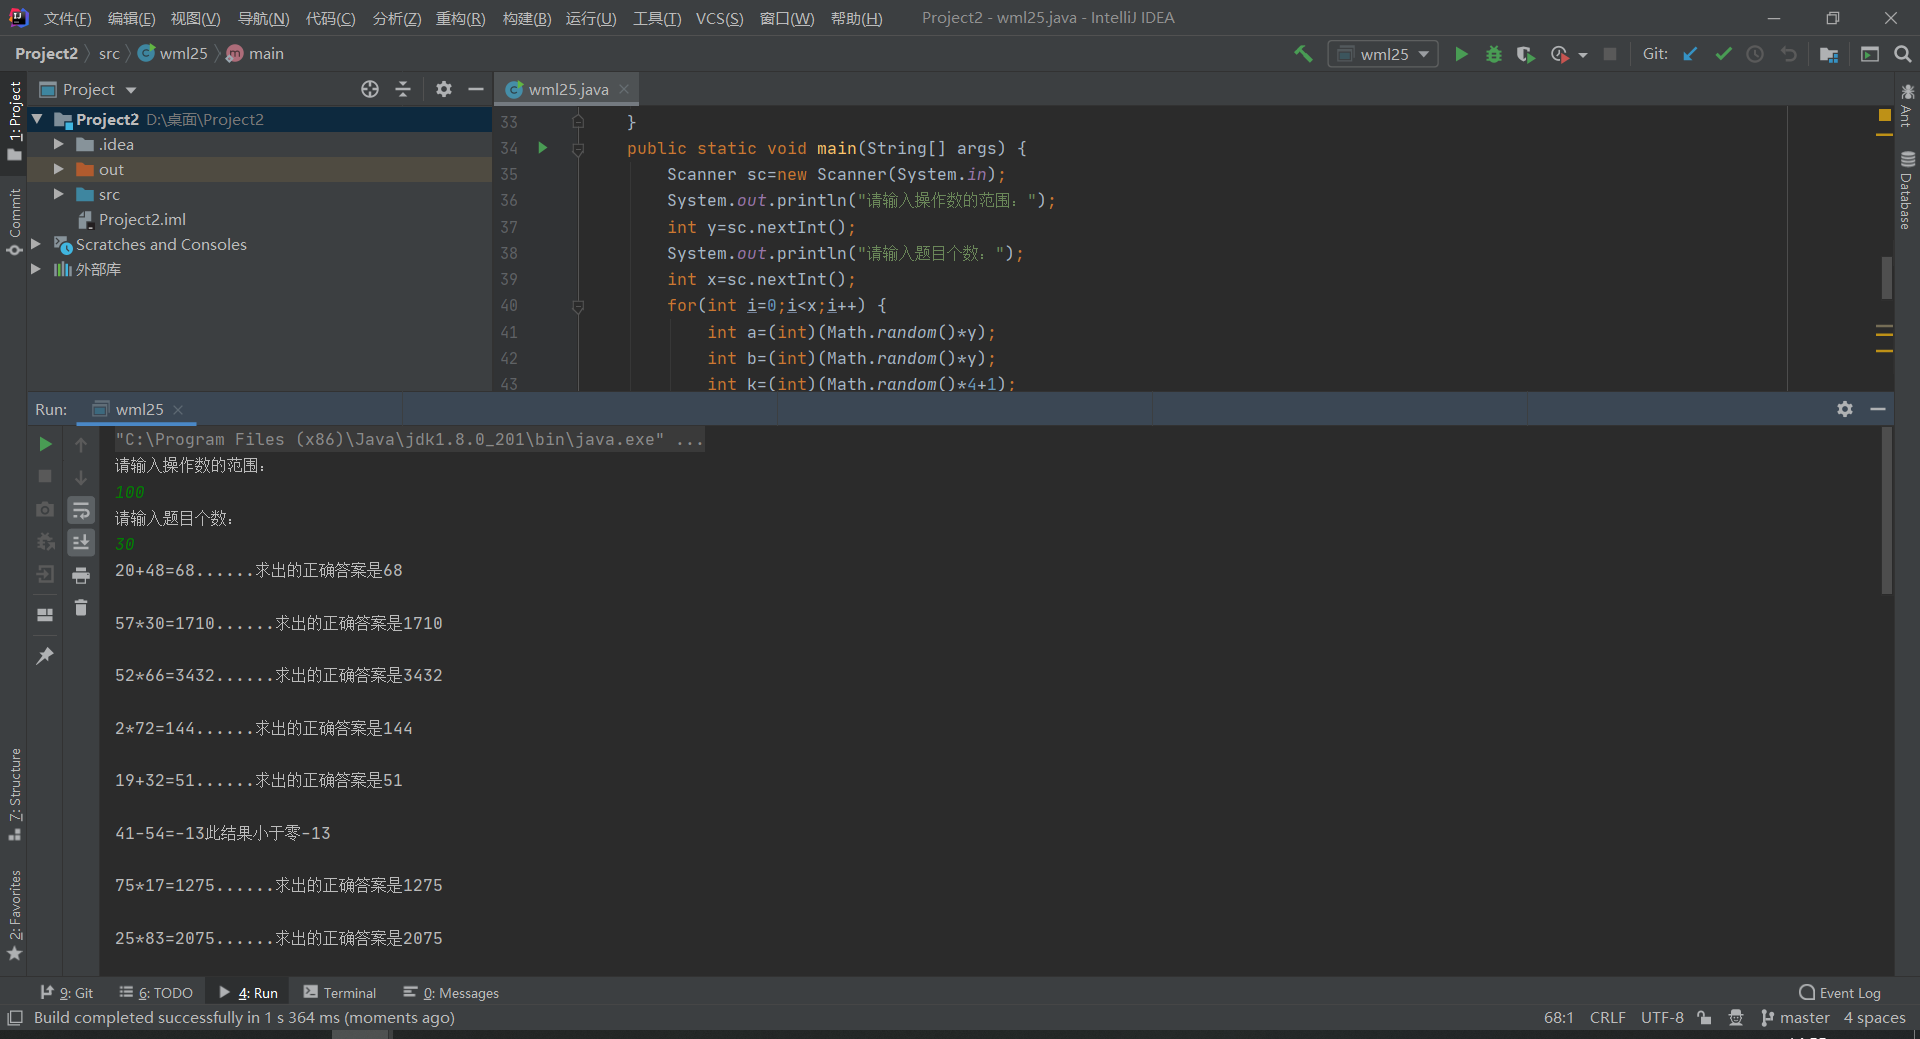 文件(F) 编辑(E) 视图(V) 导航(N) 代码(C) 分析(Z) 重构(R) 构建(B) 运行(U) 工具(T) VCS(S) 窗口(W) 帮助(H) Project2 - wml25.java - IntelliJ IDEA
Project2 src wml25 main
wml25 Git:
1: Project
Commit
7: Structure
2: Favorites
Project
Project2 D:\桌面\Project2
.idea
out
src
Project2.iml
Scratches and Consoles
外部库
wml25.java
33 }
34 public static void main(String[] args) {
35 Scanner sc=new Scanner(System.in);
36 System.out.println("请输入操作数的范围：");
37 int y=sc.nextInt();
38 System.out.println("请输入题目个数：");
39 int x=sc.nextInt();
40 for(int i=0;i<x;i++) {
41 int a=(int)(Math.random()*y);
42 int b=(int)(Math.random()*y);
43 int k=(int)(Math.random()*4+1);
Ant
Database
Run: wml25
"C:\Program Files (x86)\Java\jdk1.8.0_201\bin\java.exe" ...
请输入操作数的范围：
100
请输入题目个数：
30
20+48=68......求出的正确答案是68
57*30=1710......求出的正确答案是1710
52*66=3432......求出的正确答案是3432
2*72=144......求出的正确答案是144
19+32=51......求出的正确答案是51
41-54=-13此结果小于零-13
75*17=1275......求出的正确答案是1275
25*83=2075......求出的正确答案是2075
9: Git 6: TODO 4: Run Terminal 0: Messages Event Log
Build completed successfully in 1 s 364 ms (moments ago) 68:1 CRLF UTF-8 master 4 spaces